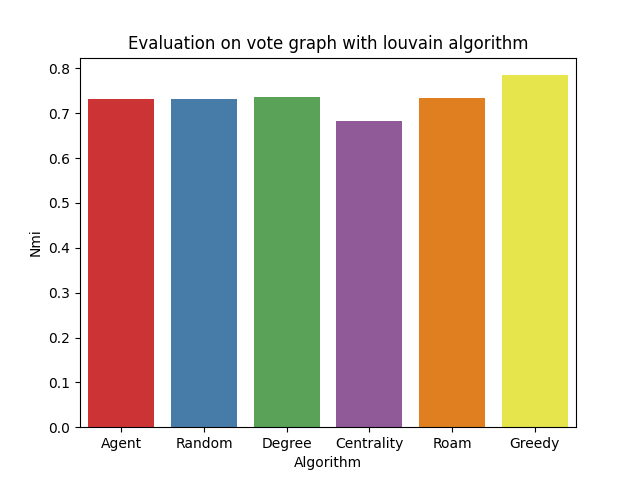 Evaluation on vote graph with louvain algorithm
0.8
0.7
0.6
0.5
0.4
0.3
0.2
0.1
0.0
Nmi
Agent Random Degree Centrality Roam Greedy
Algorithm